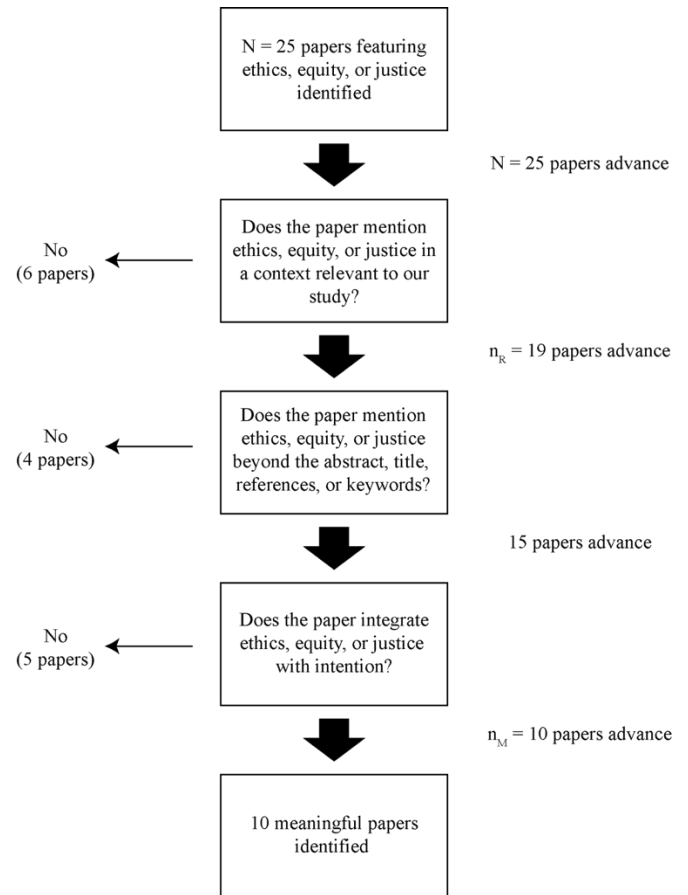 N = 25 papers featuring
ethics, equity, or justice
identified
N = 25 papers advance
Does the paper mention
ethics, equity, or justice in
a context relevant to our
study?
No
(6 papers)
n_R = 19 papers advance
Does the paper mention
ethics, equity, or justice
beyond the abstract, title,
references, or keywords?
No
(4 papers)
15 papers advance
Does the paper integrate
ethics, equity, or justice
with intention?
No
(5 papers)
n_M = 10 papers advance
10 meaningful papers
identified